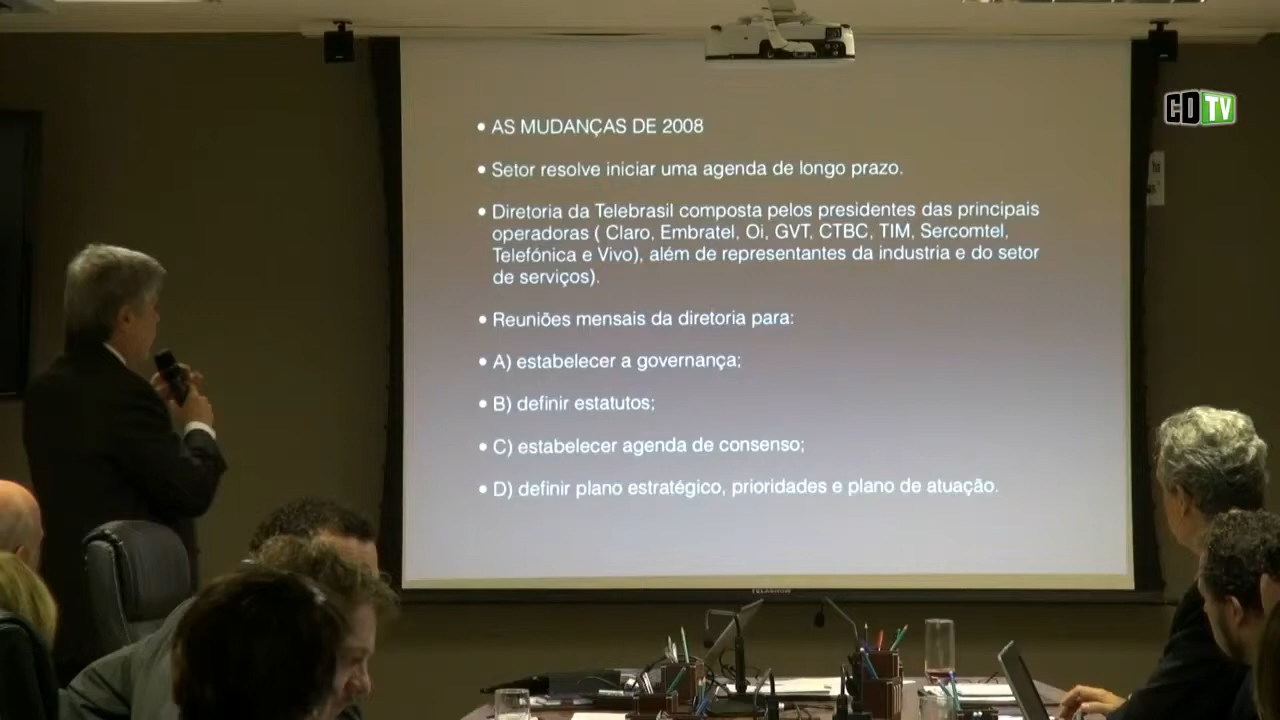 CDTV
• AS MUDANÇAS DE 2008
• Setor resolve iniciar uma agenda de longo prazo.
• Diretoria da Telebrasil composta pelos presidentes das principais
operadoras ( Claro, Embratel, Oi, GVT, CTBC, TIM, Sercomtel,
Telefónica e Vivo), além de representantes da industria e do setor
de serviços).
• Reuniões mensais da diretoria para:
• A) estabelecer a governança;
• B) definir estatutos;
• C) estabelecer agenda de consenso;
• D) definir plano estratégico, prioridades e plano de atuação.